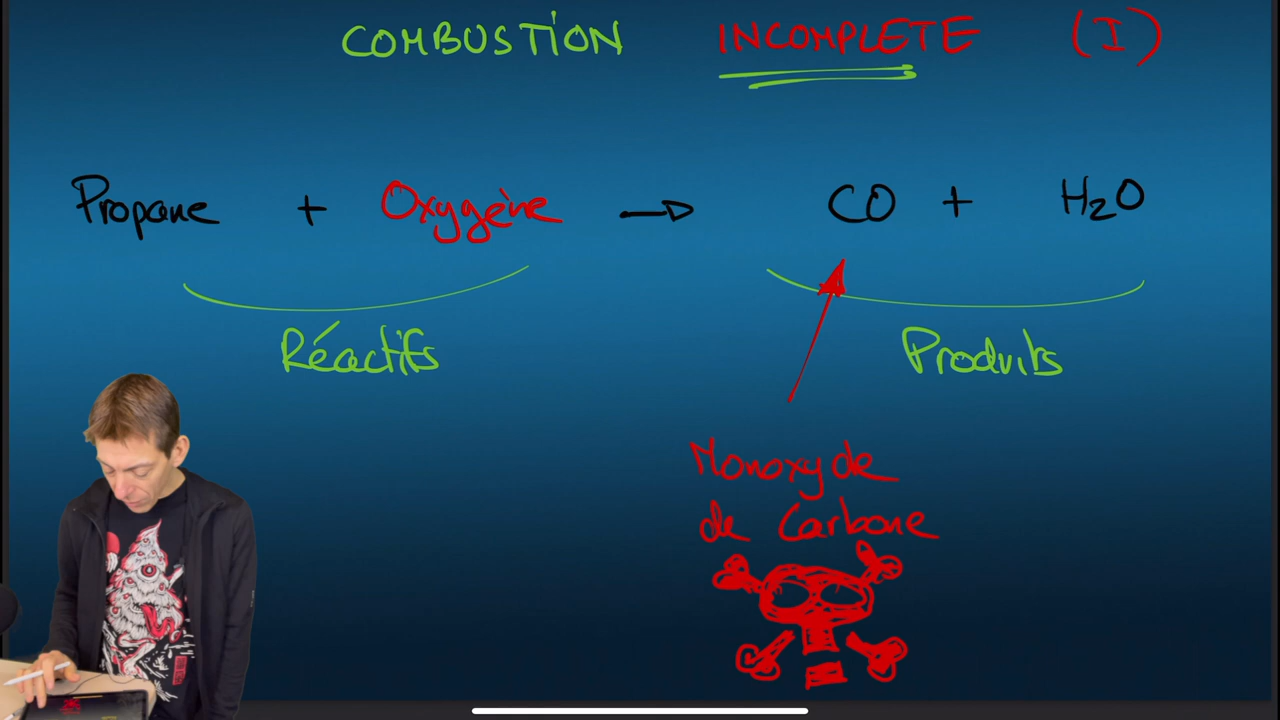 COMBUSTION INCOMPLETE (I)
Propane + Oxygène → CO + H2O
Réactifs Produits
Monoxyde
de Carbone